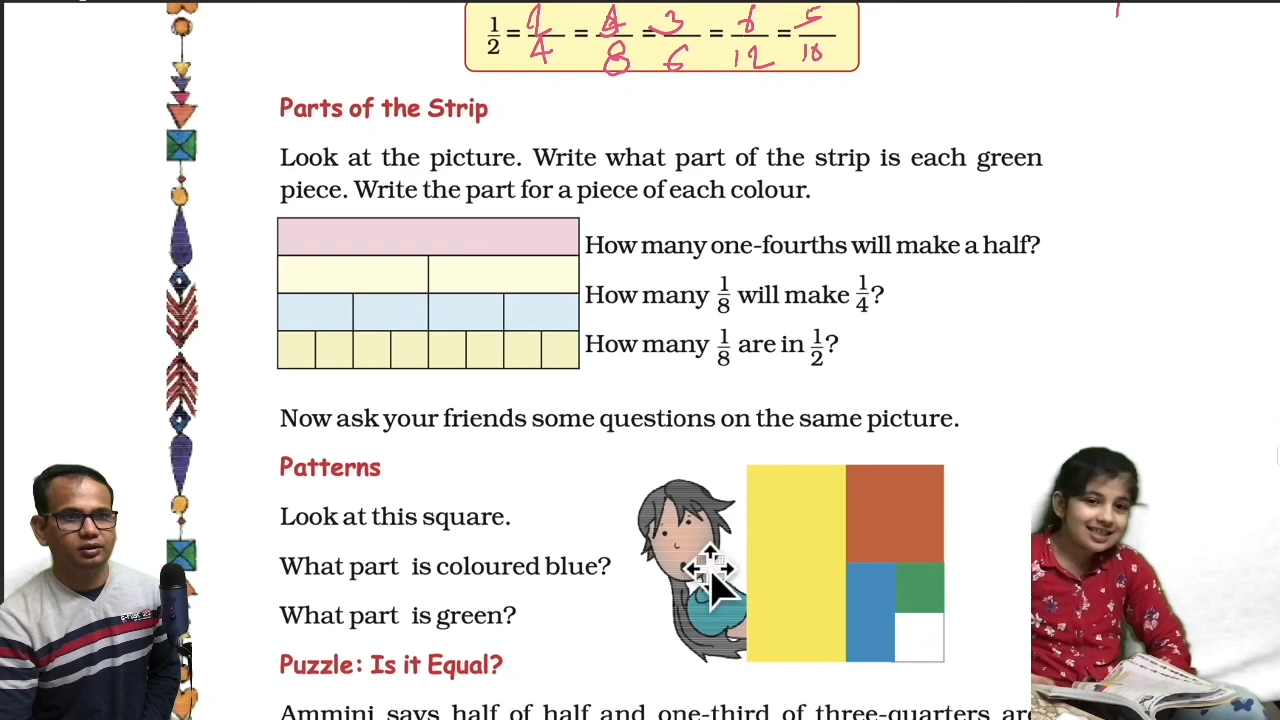 1/2 = 2/4 = 4/8 = 3/6 = 6/12 = 5/10
Parts of the Strip
Look at the picture. Write what part of the strip is each green
piece. Write the part for a piece of each colour.
How many one-fourths will make a half?
How many 1/8 will make 1/4?
How many 1/8 are in 1/2?
Now ask your friends some questions on the same picture.
Patterns
Look at this square.
What part is coloured blue?
What part is green?
Puzzle: Is it Equal?
Ammini says half of half and one-third of three-quarters are